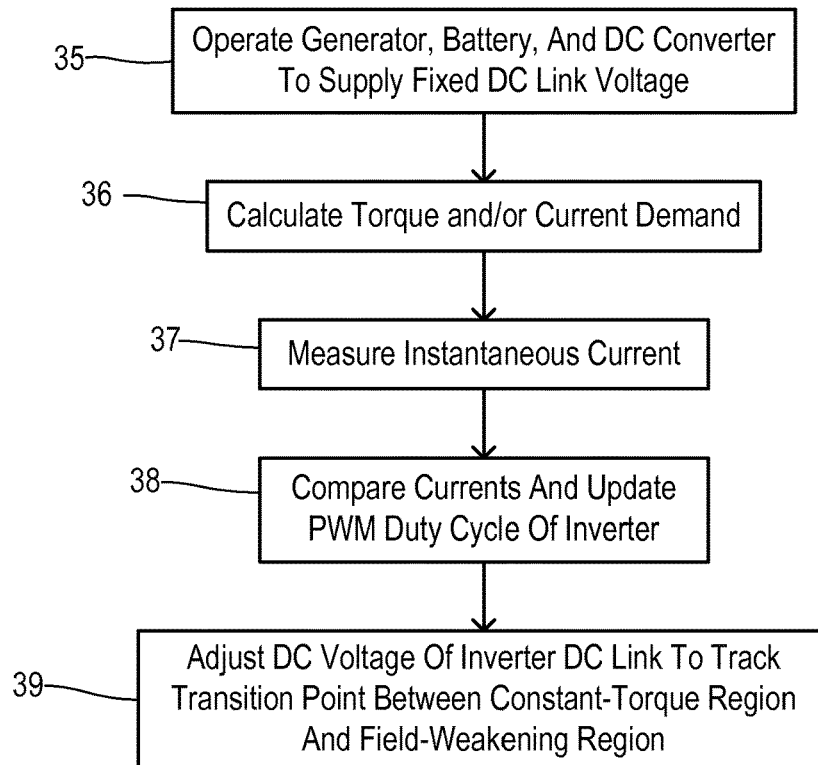 35
Operate Generator, Battery, And DC Converter
To Supply Fixed DC Link Voltage
36
Calculate Torque and/or Current Demand
37
Measure Instantaneous Current
38
Compare Currents And Update
PWM Duty Cycle Of Inverter
39
Adjust DC Voltage Of Inverter DC Link To Track
Transition Point Between Constant-Torque Region
And Field-Weakening Region